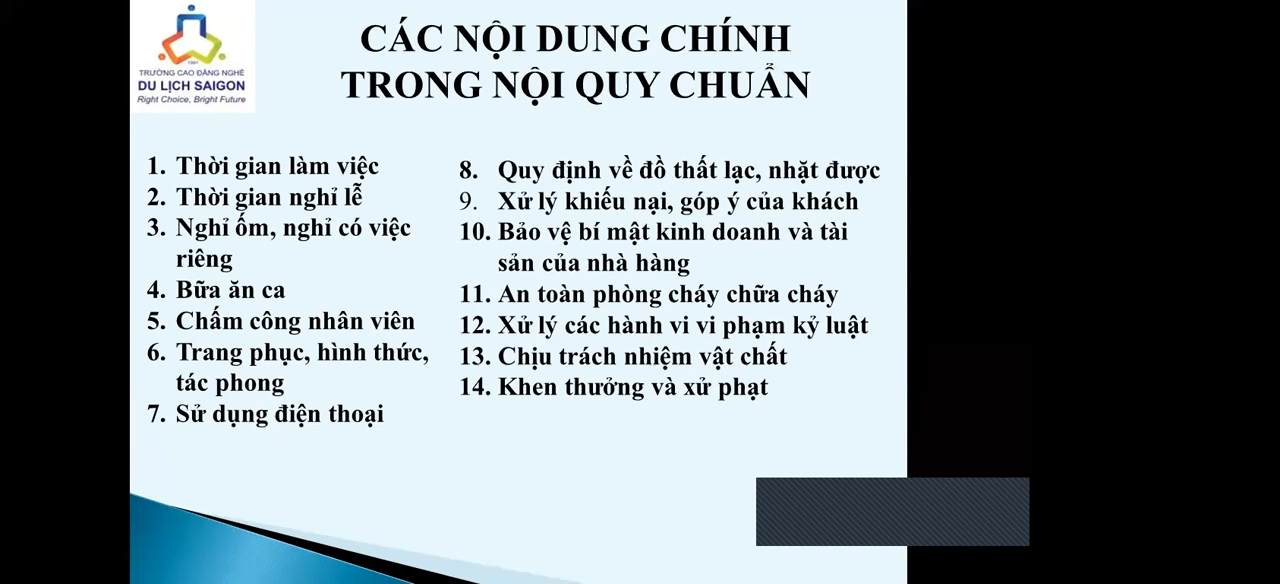 1991
TRƯỜNG CAO ĐẲNG NGHỀ
DU LỊCH SAIGON
Right Choice, Bright Future
CÁC NỘI DUNG CHÍNH
TRONG NỘI QUY CHUẨN
1. Thời gian làm việc
2. Thời gian nghỉ lễ
3. Nghỉ ốm, nghỉ có việc
riêng
4. Bữa ăn ca
5. Chấm công nhân viên
6. Trang phục, hình thức,
tác phong
7. Sử dụng điện thoại
8. Quy định về đồ thất lạc, nhặt được
9. Xử lý khiếu nại, góp ý của khách
10. Bảo vệ bí mật kinh doanh và tài
sản của nhà hàng
11. An toàn phòng cháy chữa cháy
12. Xử lý các hành vi vi phạm kỷ luật
13. Chịu trách nhiệm vật chất
14. Khen thưởng và xử phạt